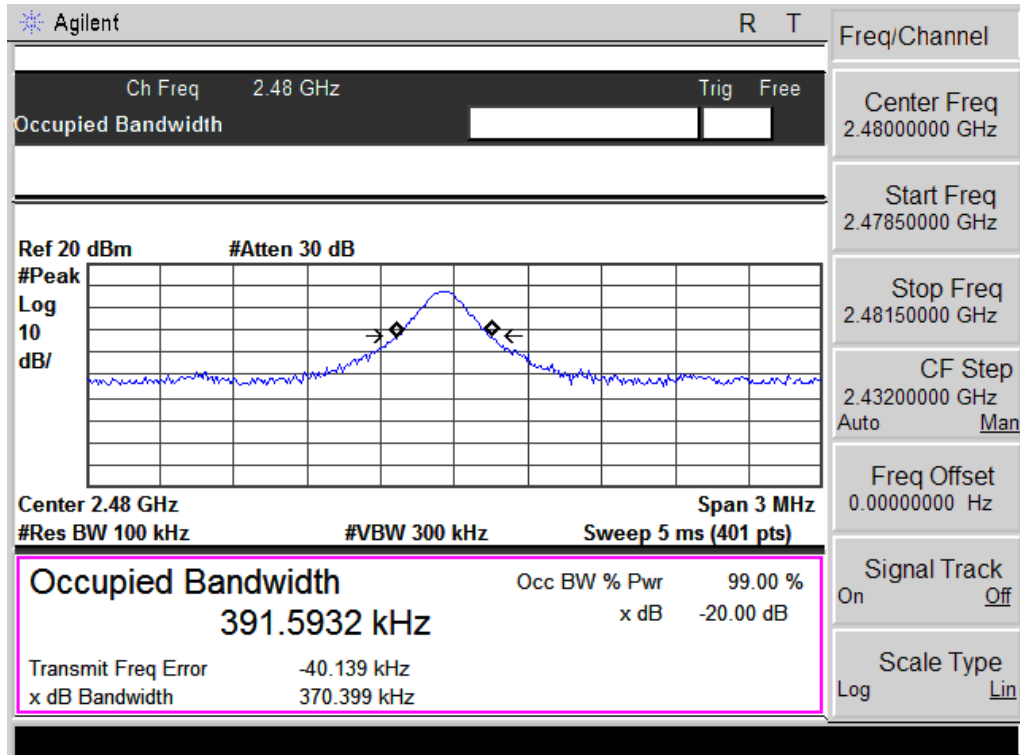 Agilent R T
Ch Freq 2.48 GHz Trig Free
Occupied Bandwidth
Ref 20 dBm #Atten 30 dB
#Peak
Log
10
dB/
Center 2.48 GHz Span 3 MHz
#Res BW 100 kHz #VBW 300 kHz Sweep 5 ms (401 pts)
Occupied Bandwidth
391.5932 kHz
Occ BW % Pwr 99.00 %
x dB -20.00 dB
Transmit Freq Error -40.139 kHz
x dB Bandwidth 370.399 kHz
Freq/Channel
Center Freq
2.48000000 GHz
Start Freq
2.47850000 GHz
Stop Freq
2.48150000 GHz
CF Step
2.43200000 GHz
Auto Man
Freq Offset
0.00000000 Hz
Signal Track
On Off
Scale Type
Log Lin